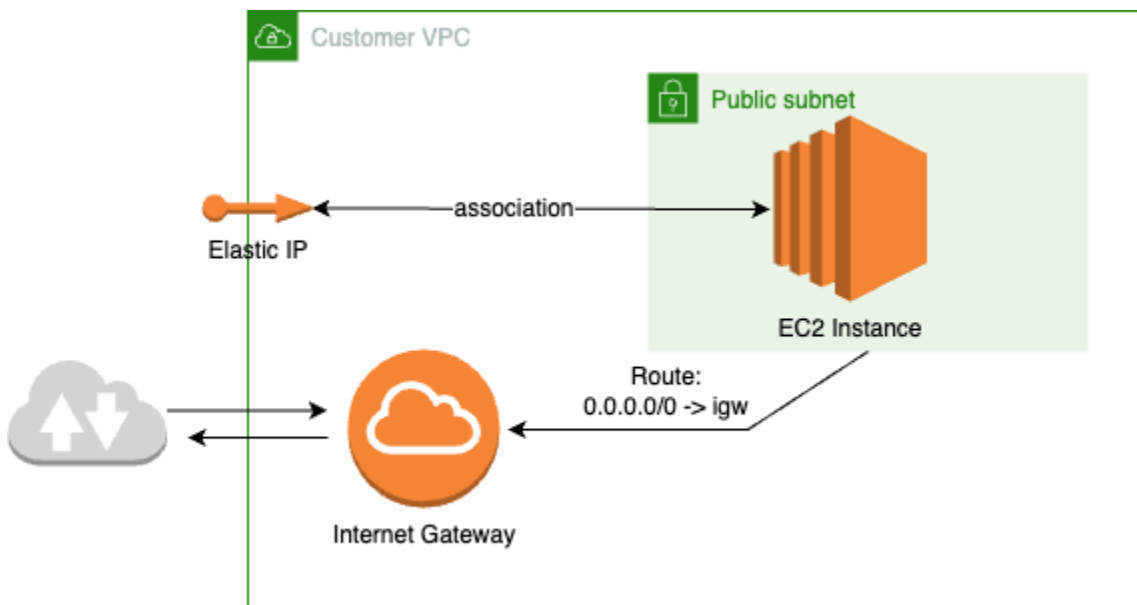 Customer VPC
Public subnet
association
Elastic IP
EC2 Instance
Route:
0.0.0.0/0 -> igw
Internet Gateway